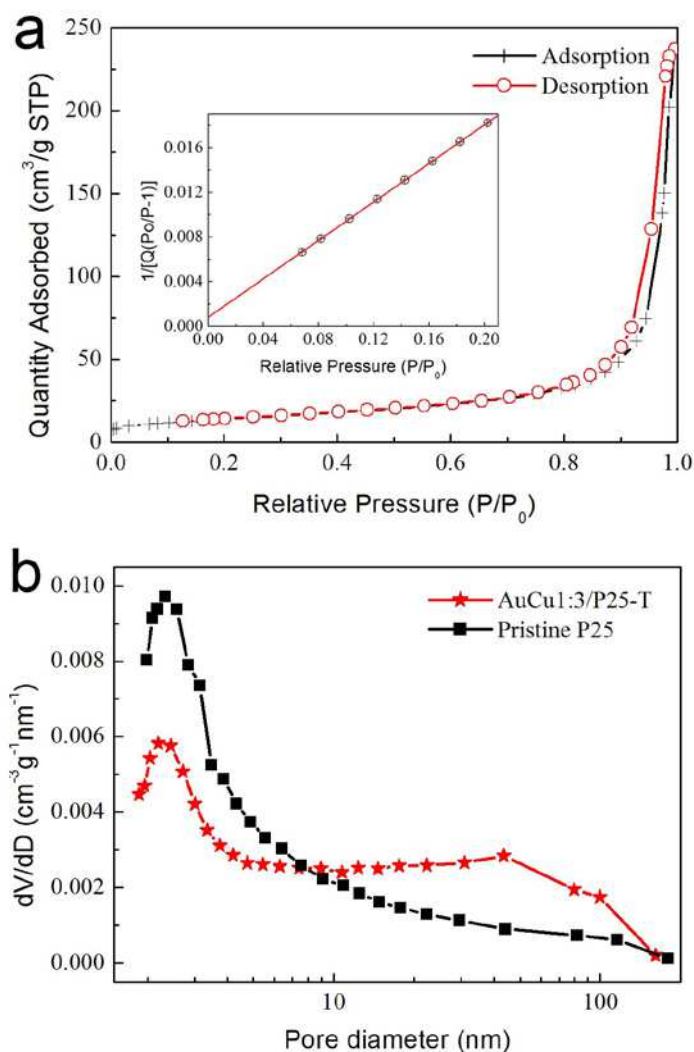 a
250
200
150
100
50
0
Quantity Adsorbed (cm³/g STP)
Adsorption
Desorption
0.016
0.012
0.008
0.004
0.000
1/[Q(Po/P-1)]
0.00 0.04 0.08 0.12 0.16 0.20
Relative Pressure (P/P₀)
0.0 0.2 0.4 0.6 0.8 1.0
Relative Pressure (P/P₀)
b
0.010
0.008
0.006
0.004
0.002
0.000
dV/dD (cm⁻³g⁻¹nm⁻¹)
AuCu1:3/P25-T
Pristine P25
10 100
Pore diameter (nm)